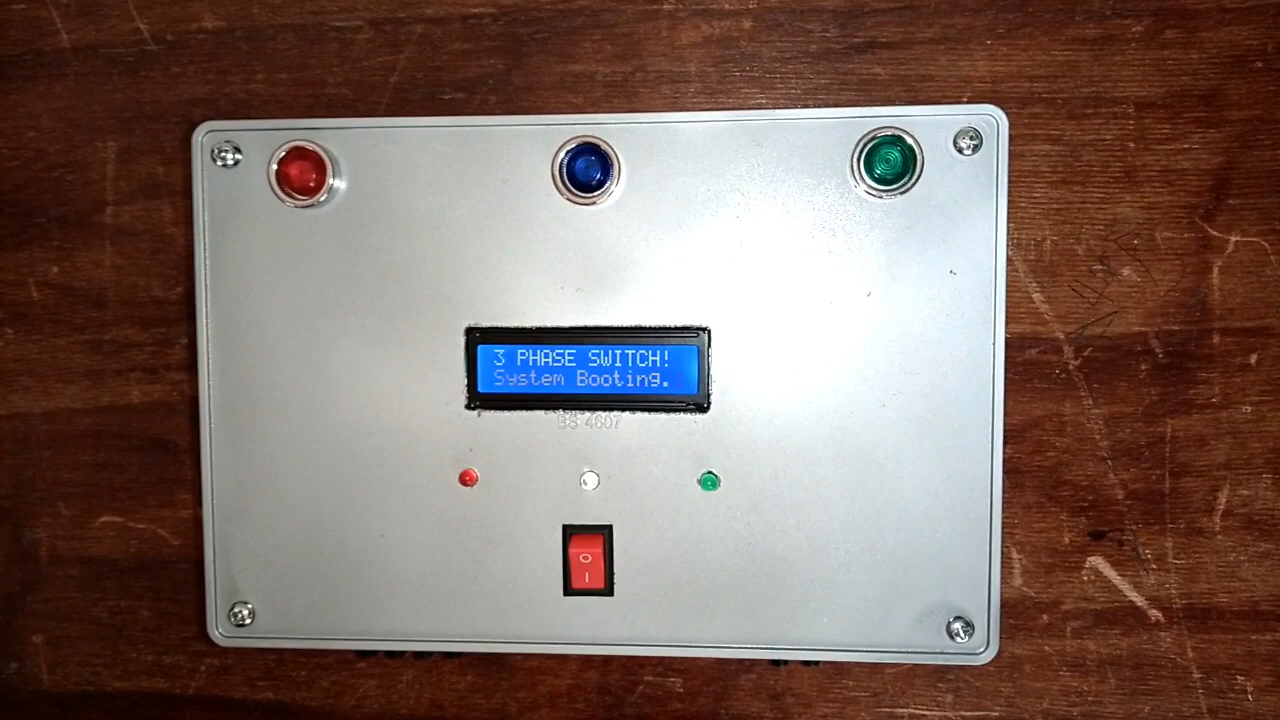 3 PHASE SWITCH!
System Booting.
BS 4607
O
I